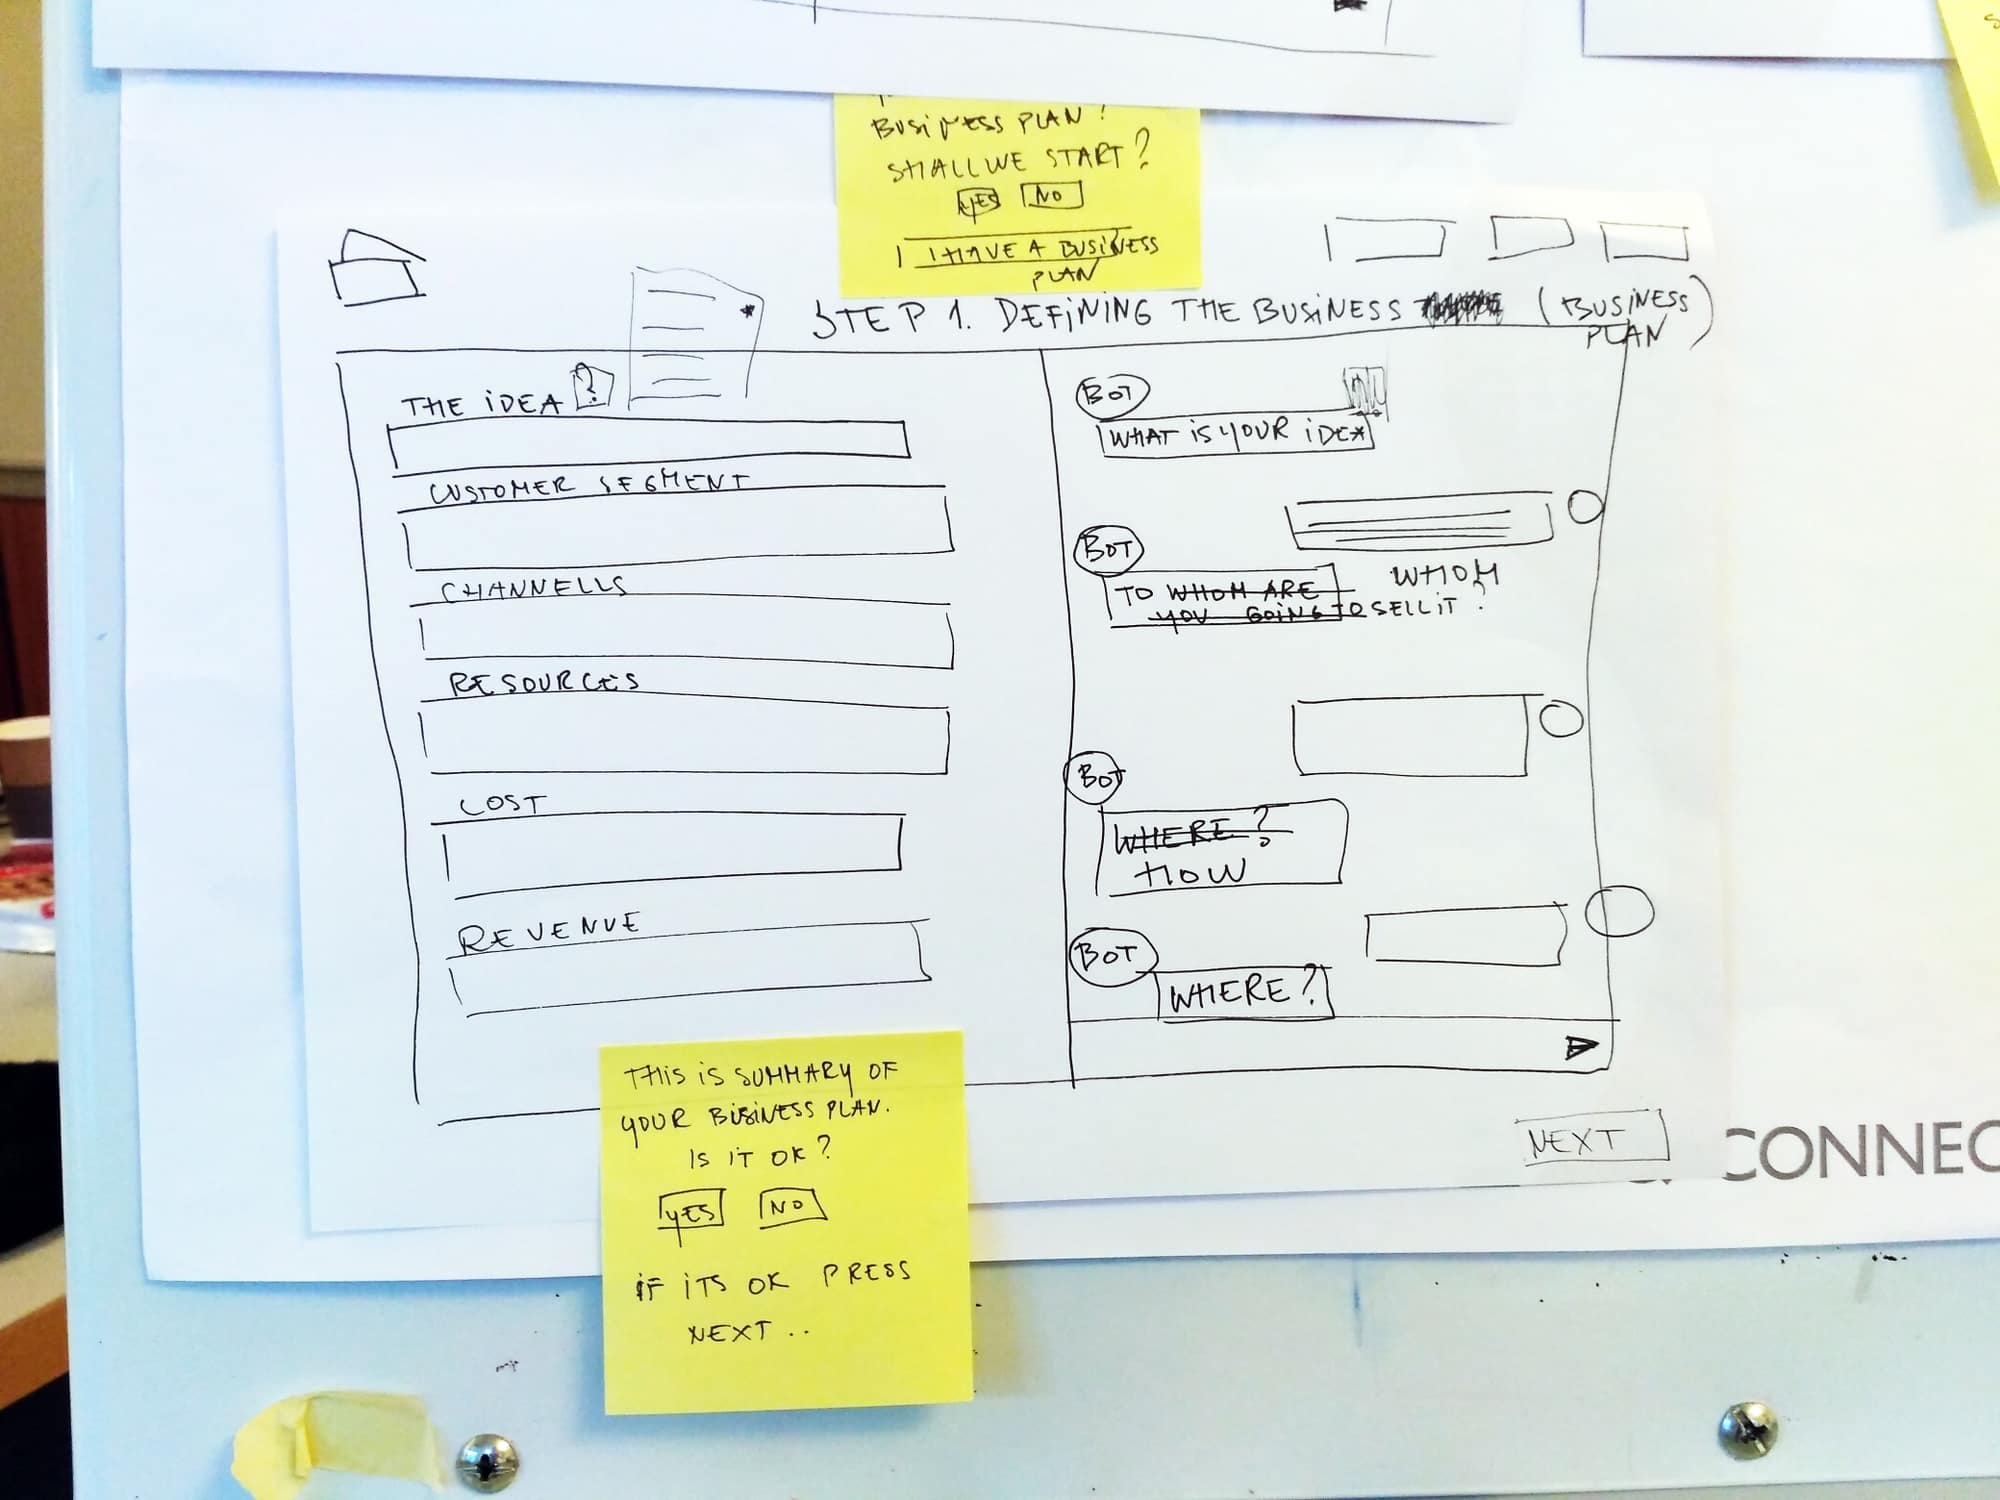 BUSINESS PLAN?
SHALL WE START?
YES NO
I HAVE A BUSINESS
PLAN
STEP 1. DEFINING THE BUSINESS (BUSINESS
PLAN)
THE IDEA ?
CUSTOMER SEGMENT
CHANNELLS
RESOURCES
COST
REVENUE
BOT
WHAT IS YOUR IDEA
BOT
TO WHOM ARE
YOU GOING TO SELL IT?
WHOM
BOT
WHERE?
HOW
BOT
WHERE?
NEXT
THIS IS SUMMARY OF
YOUR BUSINESS PLAN.
IS IT OK?
YES NO
IF ITS OK PRESS
NEXT..
CONNEC